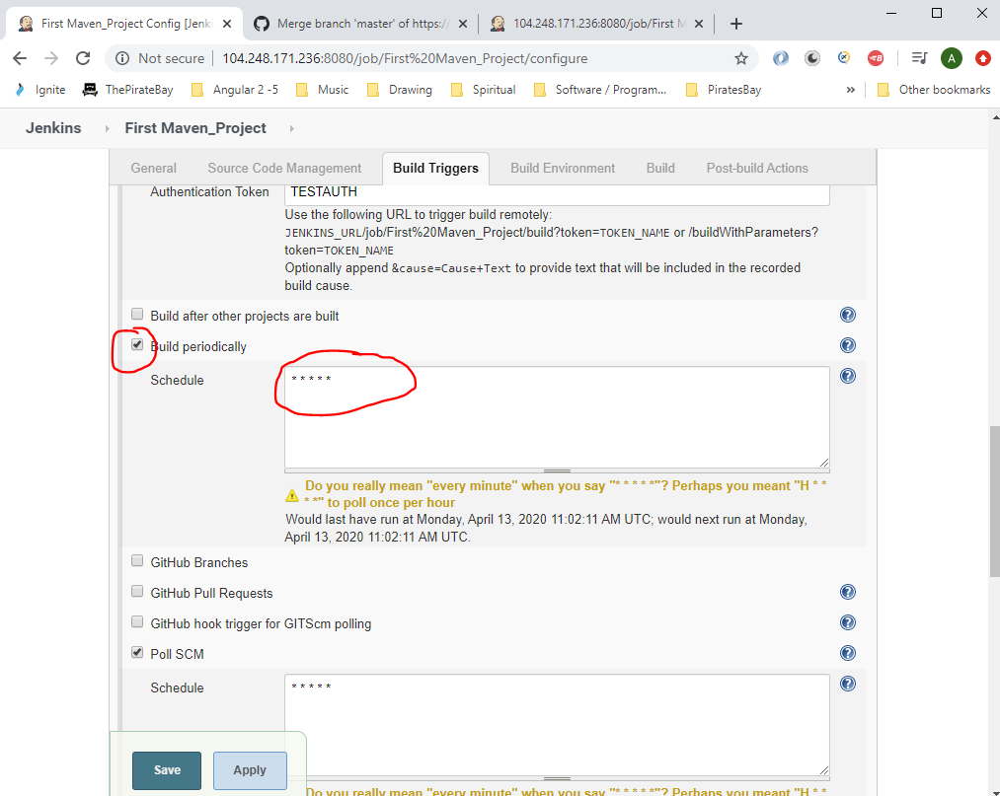 First Maven_Project Config [Jenki
Merge branch 'master' of https://
104.248.171.236:8080/job/First M
Not secure
104.248.171.236:8080/job/First%20Maven_Project/configure
A
Ignite
ThePirateBay
Angular 2 -5
Music
Drawing
Spiritual
Software / Program...
PiratesBay
»
Other bookmarks
Jenkins
First Maven_Project
General
Source Code Management
Build Triggers
Build Environment
Build
Post-build Actions
Authentication Token
TESTAUTH
Use the following URL to trigger build remotely:
JENKINS_URL/job/First%20Maven_Project/build?token=TOKEN_NAME or /buildWithParameters?
token=TOKEN_NAME
Optionally append &cause=Cause+Text to provide text that will be included in the recorded
build cause.
Build after other projects are built
Build periodically
Schedule
* * * * *
Do you really mean "every minute" when you say "* * * * *"? Perhaps you meant "H * *
* *" to poll once per hour
Would last have run at Monday, April 13, 2020 11:02:11 AM UTC; would next run at Monday,
April 13, 2020 11:02:11 AM UTC.
GitHub Branches
GitHub Pull Requests
GitHub hook trigger for GITScm polling
Poll SCM
Schedule
* * * * *
Save
Apply
Do you really mean "every minute" when you say "* * * * *"? Perhaps you meant "H * *